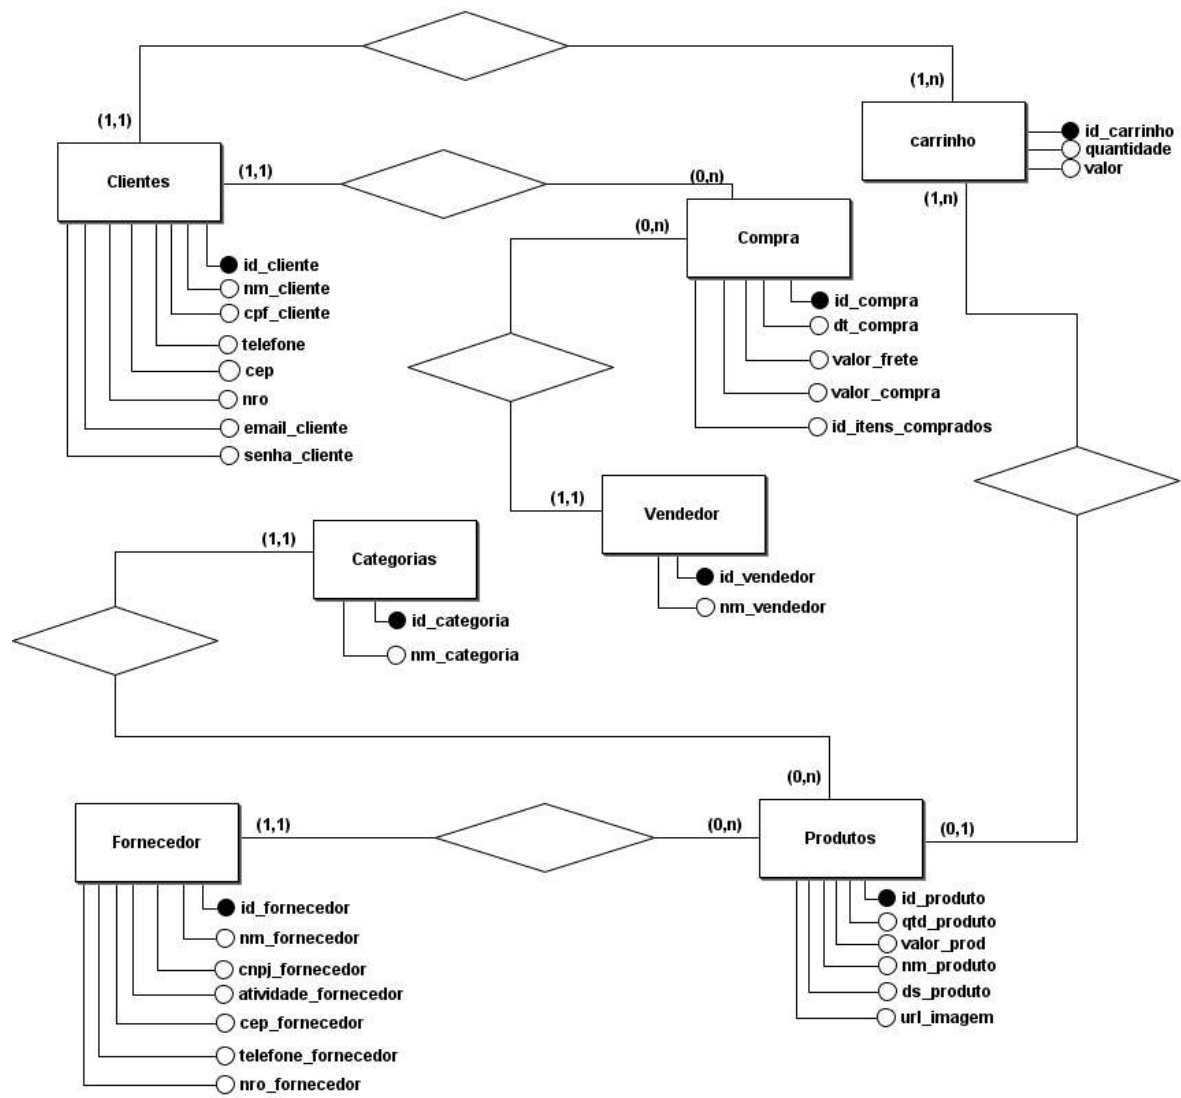 (1,n)
(1,1)
carrinho
id_carrinho
quantidade
valor
Clientes
(1,1)
(0,n)
(1,n)
(0,n)
Compra
id_cliente
nm_cliente
cpf_cliente
telefone
cep
nro
email_cliente
senha_cliente
id_compra
dt_compra
valor_frete
valor_compra
id_itens_comprados
(1,1)
Vendedor
id_vendedor
nm_vendedor
(1,1)
Categorias
id_categoria
nm_categoria
(0,n)
Fornecedor
(1,1)
(0,n)
Produtos
(0,1)
id_fornecedor
nm_fornecedor
cnpj_fornecedor
atividade_fornecedor
cep_fornecedor
telefone_fornecedor
nro_fornecedor
id_produto
qtd_produto
valor_prod
nm_produto
ds_produto
url_imagem